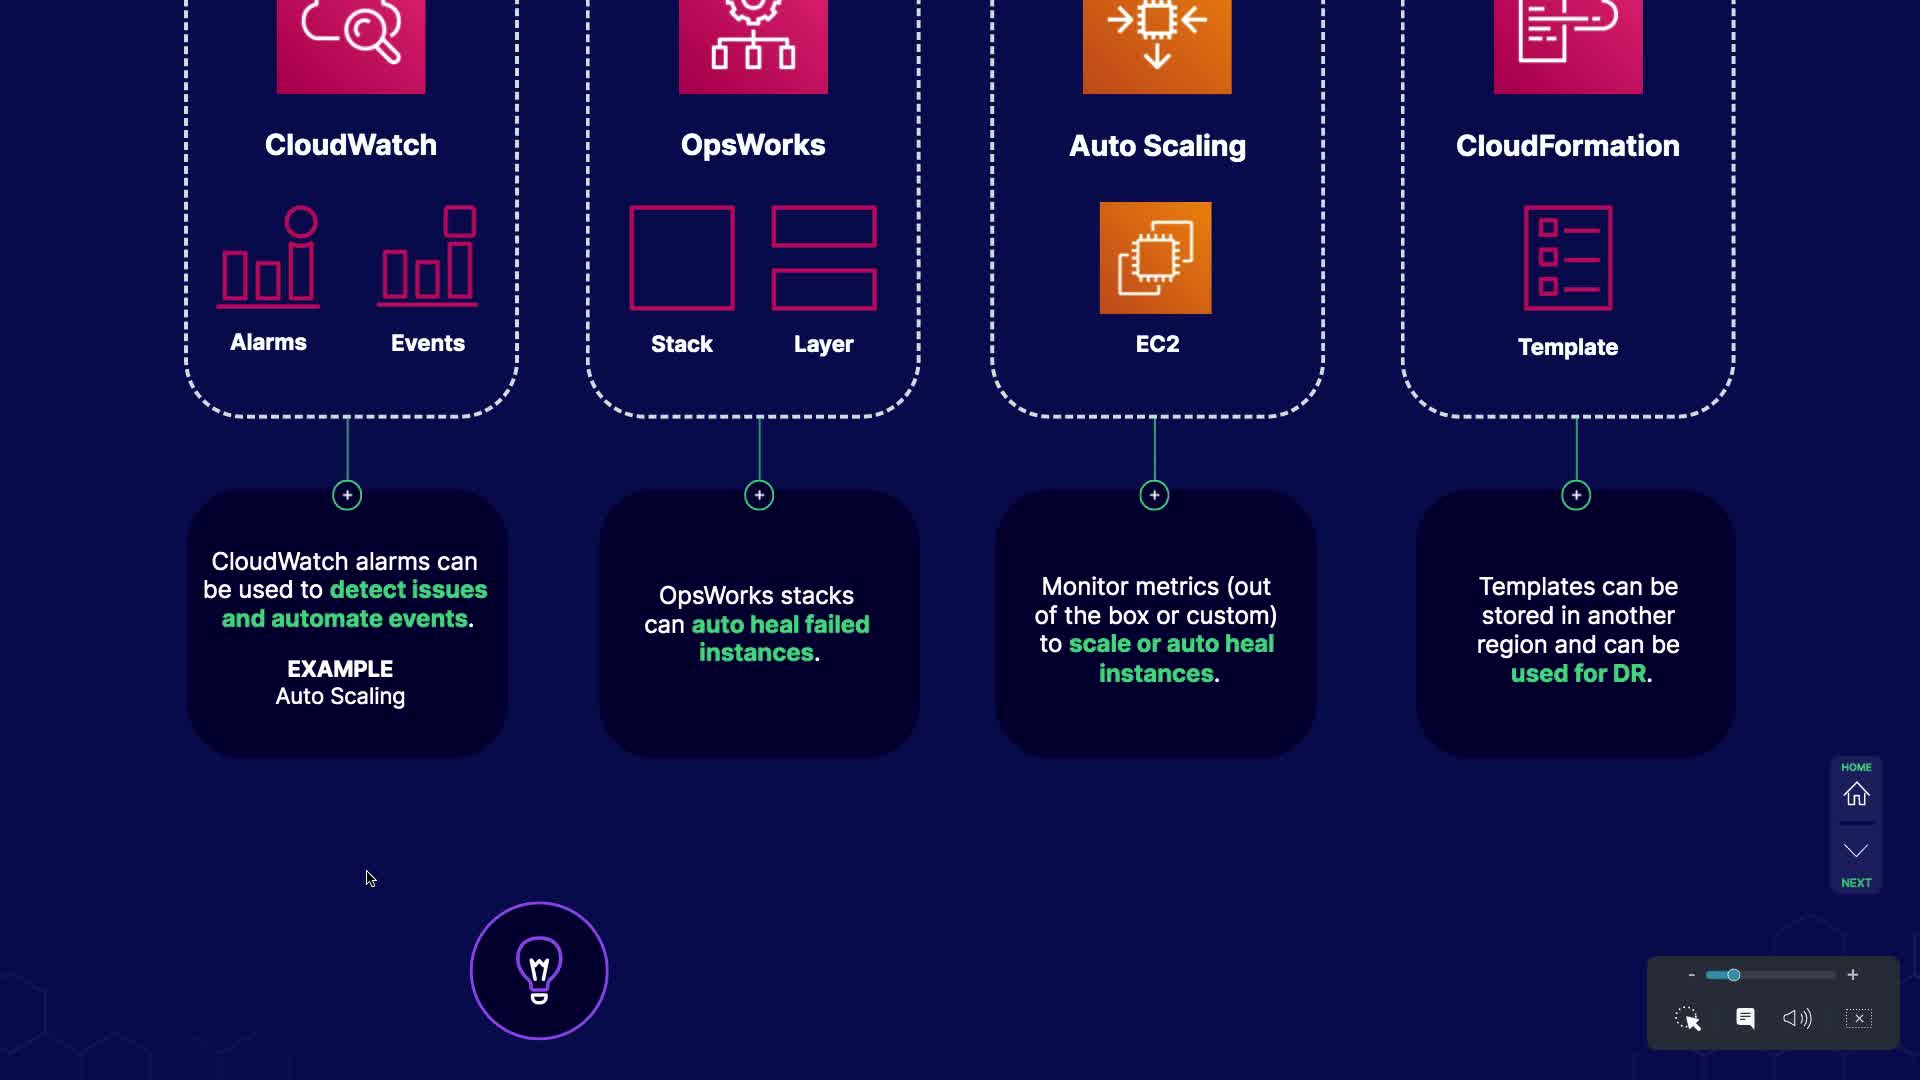 CloudWatch
Alarms
Events
CloudWatch alarms can
be used to detect issues
and automate events.
EXAMPLE
Auto Scaling
OpsWorks
Stack
Layer
OpsWorks stacks
can auto heal failed
instances.
Auto Scaling
EC2
Monitor metrics (out
of the box or custom)
to scale or auto heal
instances.
CloudFormation
Template
Templates can be
stored in another
region and can be
used for DR.
HOME
NEXT